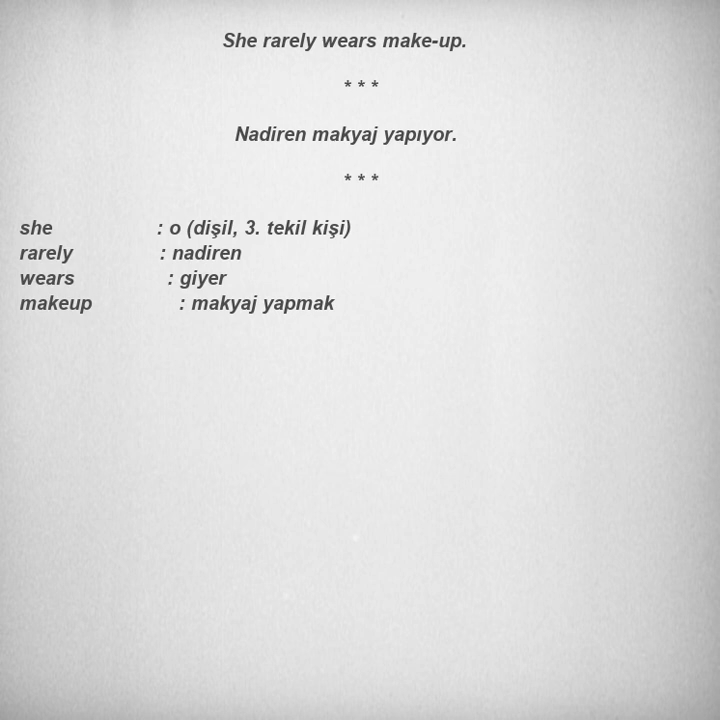 She rarely wears make-up.
* * *
Nadiren makyaj yapıyor.
* * *
she : o (dişil, 3. tekil kişi)
rarely : nadiren
wears : giyer
makeup : makyaj yapmak